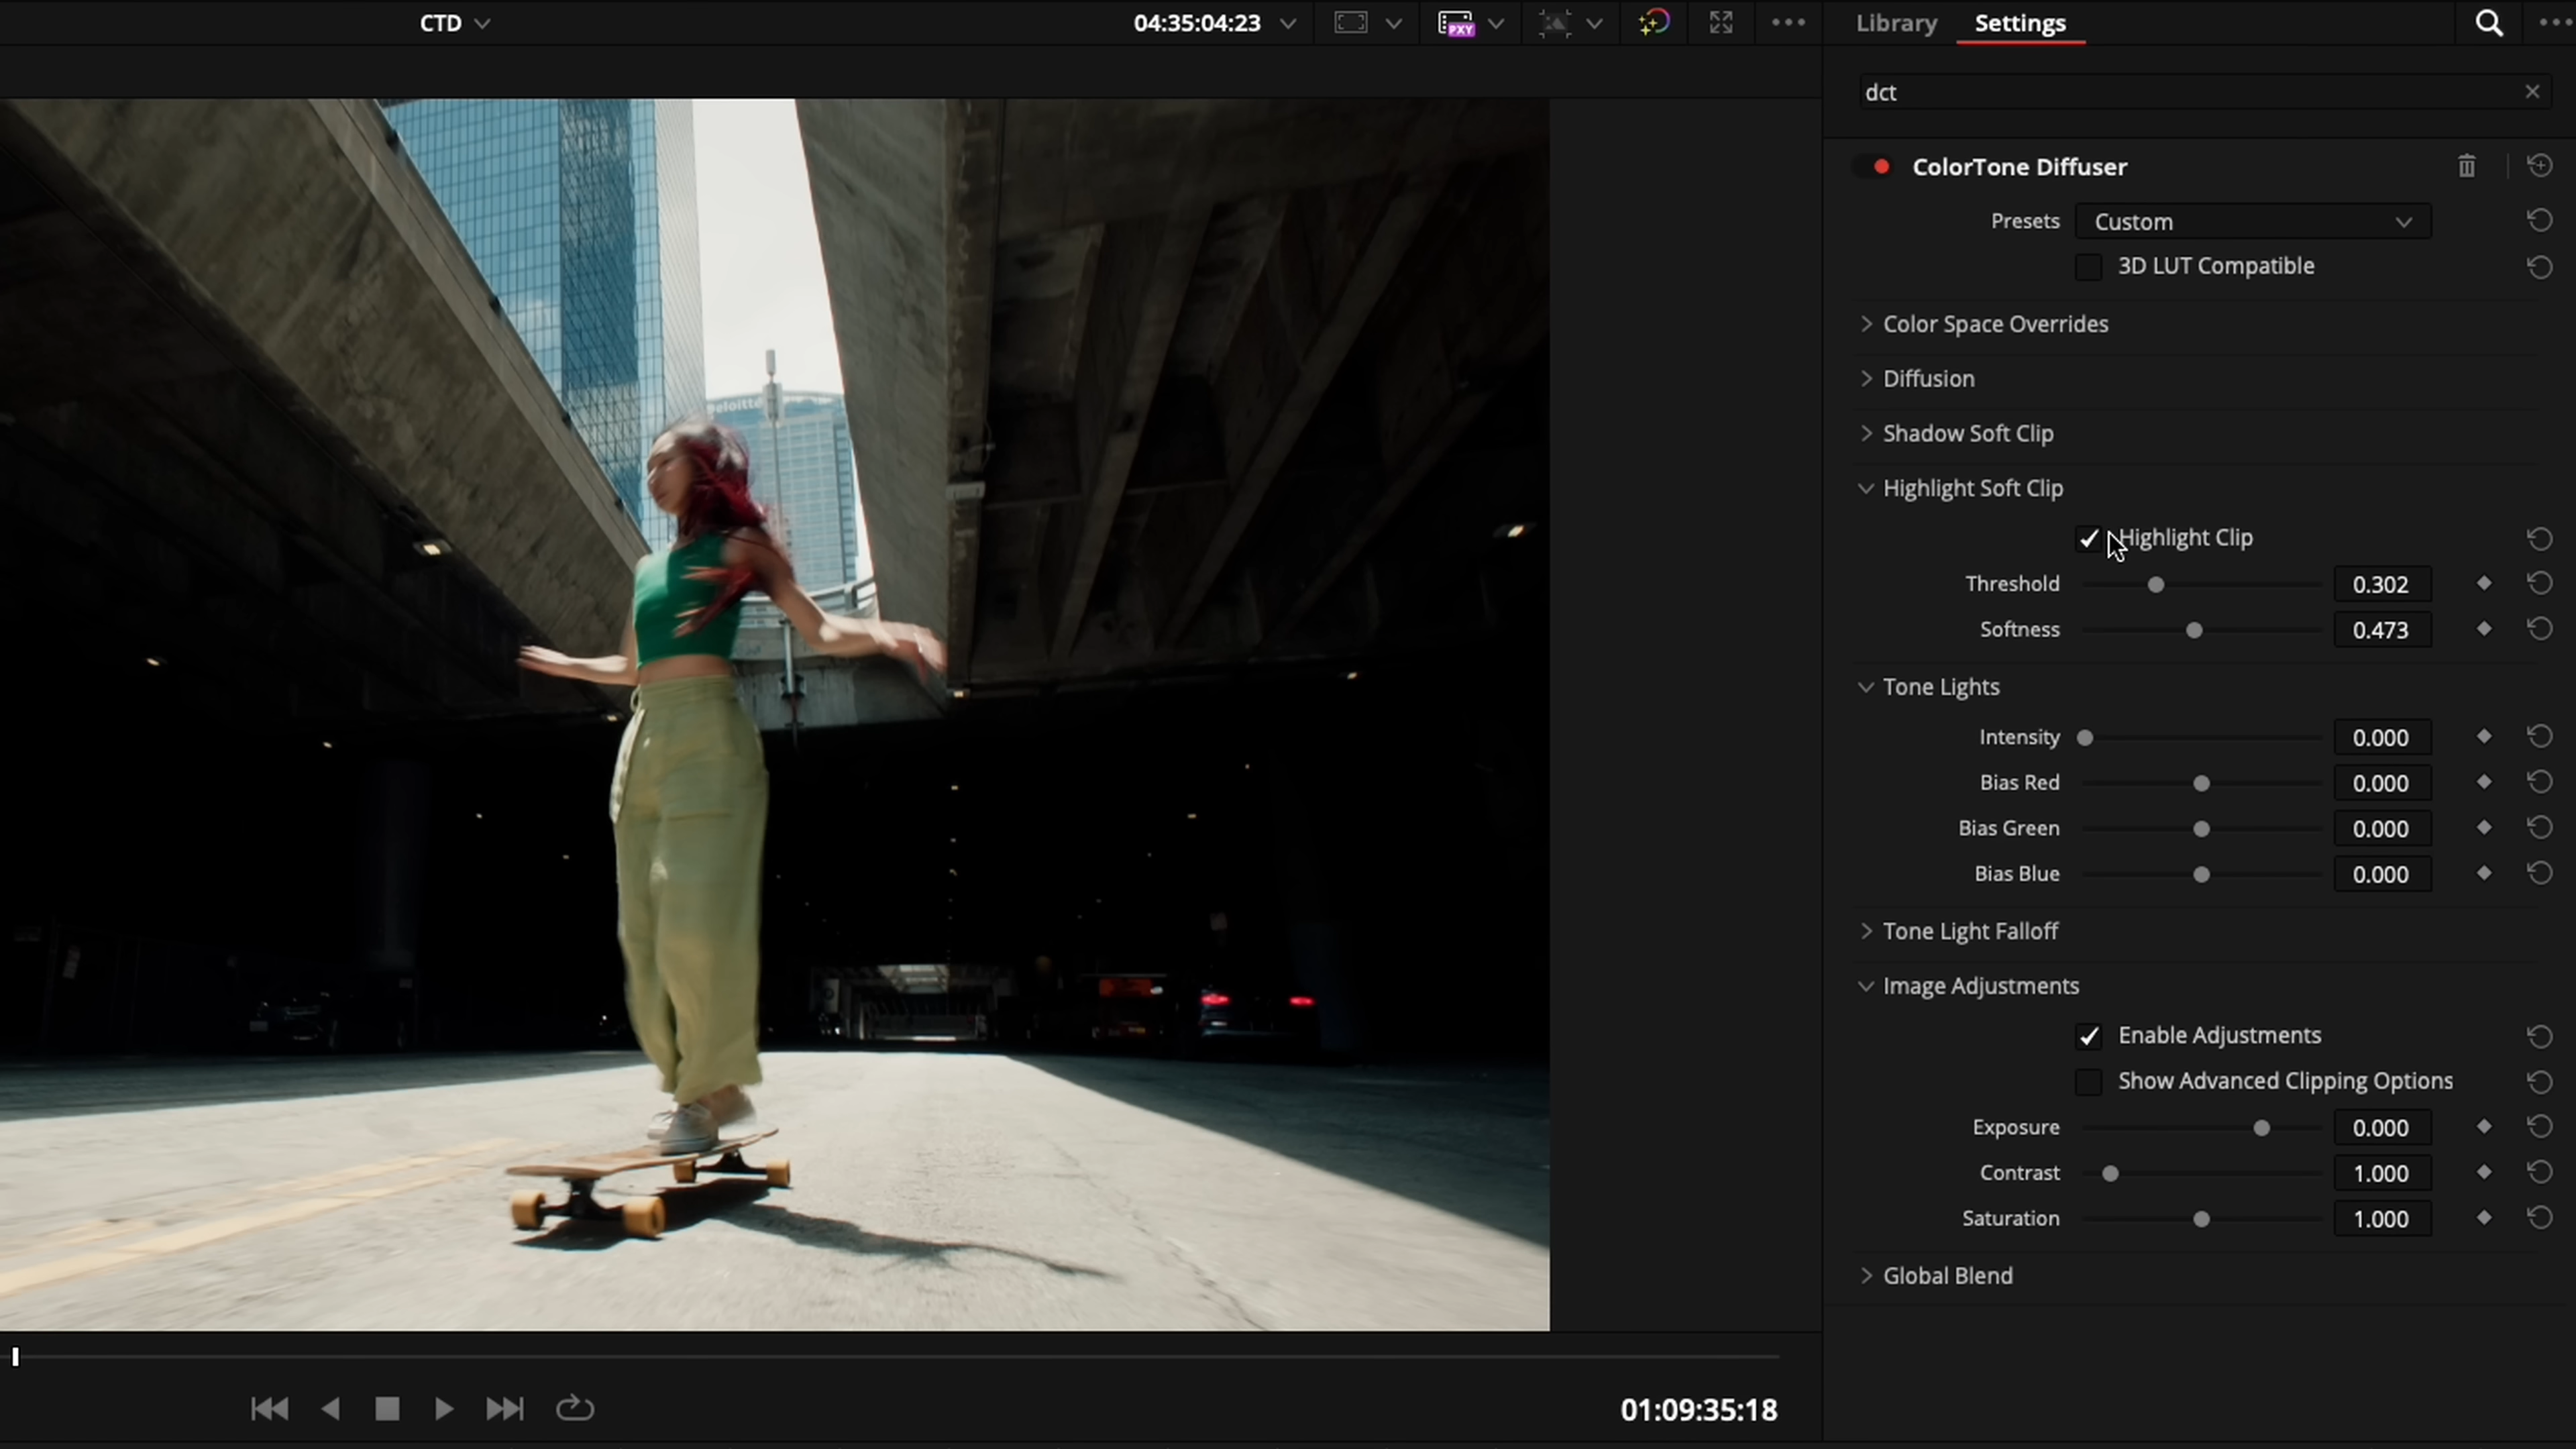 CTD
04:35:04:23
PXY
Library
Settings
dct
ColorTone Diffuser
Presets
Custom
3D LUT Compatible
Color Space Overrides
Diffusion
Shadow Soft Clip
Highlight Soft Clip
Highlight Clip
Threshold
0.302
Softness
0.473
Tone Lights
Intensity
0.000
Bias Red
0.000
Bias Green
0.000
Bias Blue
0.000
Tone Light Falloff
Image Adjustments
Enable Adjustments
Show Advanced Clipping Options
Exposure
0.000
Contrast
1.000
Saturation
1.000
Global Blend
Deloitte
01:09:35:18